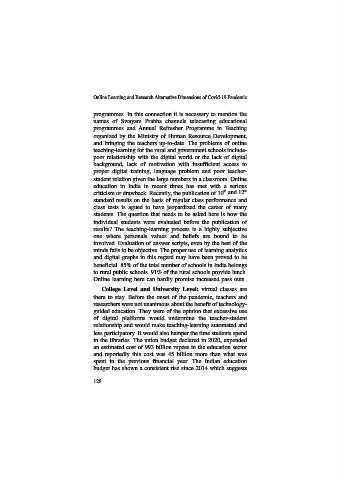 Online Learning and Research Alternative Dimensions of Covid-19 Pandemic
programmes. In this connection it is necessary to mention the
names of Swayam Prabha channels telecasting educational
programmes and Annual Refresher Programme in Teaching
organized by the Ministry of Human Resource Development,
and bringing the teachers up-to-date. The problems of online
teaching-learning for the rural and government schools include-
poor relationship with the digital world or the lack of digital
background, lack of motivation with insufficient access to
proper digital training, language problem and poor teacher-
student relation given the large numbers in a classroom. Online
education in India in recent times has met with a serious
criticism or drawback. Recently, the publication of 10th and 12th
standard results on the basis of regular class performance and
class tests is agued to have jeopardized the career of many
students. The question that needs to be asked here is how the
individual students were evaluated before the publication of
results? The teaching-learning process is a highly subjective
one where personals values and beliefs are bound to be
involved. Evaluation of answer scripts, even by the best of the
minds fails to be objective. The proper use of learning analytics
and digital graphs in this regard may have been proved to be
beneficial. 85% of the total number of schools in India belongs
to rural public schools. 91% of the rural schools provide lunch.
Online learning here can hardly promise increased pass outs.
College Level and University Level: virtual classes are
there to stay. Before the onset of the pandemic, teachers and
researchers were not unanimous about the benefit of technology-
guided education. They were of the opinion that excessive use
of digital platforms would undermine the teacher-student
relationship and would make teaching-learning automated and
less participatory. It would also hamper the time students spend
in the libraries. The union budget declared in 2020, expended
an estimated cost of 993 billion rupees in the education sector
and reportedly this cost was 45 billion more than what was
spent in the previous financial year. The Indian education
budget has shown a consistent rise since 2014 which suggests
128